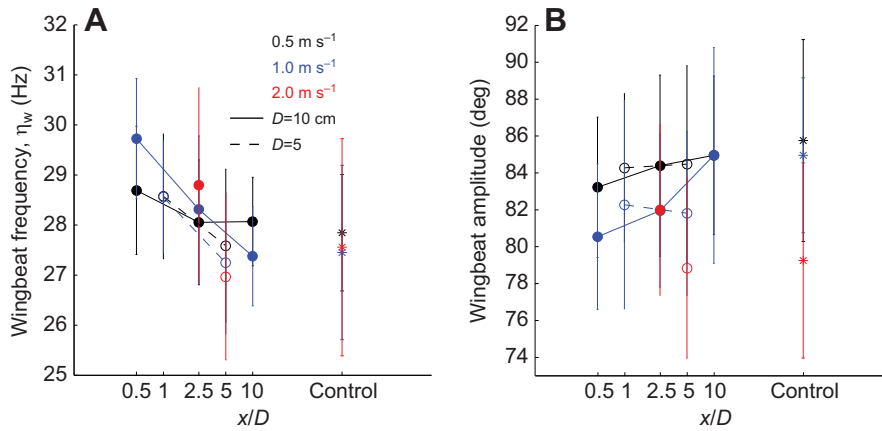 A
Wingbeat frequency, ηw (Hz)
32
31
30
29
28
27
26
25
0.5 m s–1
1.0 m s–1
2.0 m s–1
D=10 cm
D=5
0.5 1 2.5 5 10 Control
x/D
B
Wingbeat amplitude (deg)
92
90
88
86
84
82
80
78
76
74
0.5 1 2.5 5 10 Control
x/D